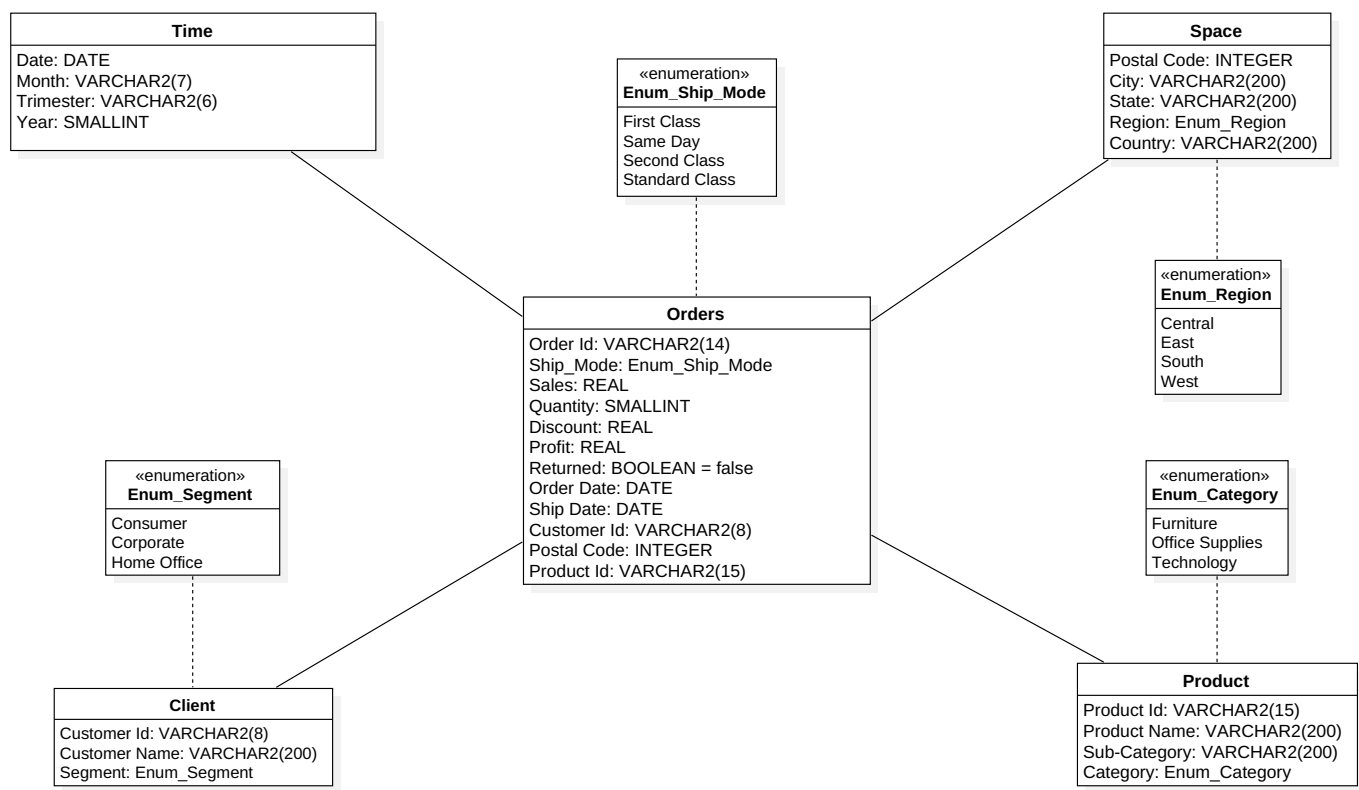 Time
Date: DATE
Month: VARCHAR2(7)
Trimester: VARCHAR2(6)
Year: SMALLINT
«enumeration»
Enum_Ship_Mode
First Class
Same Day
Second Class
Standard Class
Space
Postal Code: INTEGER
City: VARCHAR2(200)
State: VARCHAR2(200)
Region: Enum_Region
Country: VARCHAR2(200)
«enumeration»
Enum_Region
Central
East
South
West
Orders
Order Id: VARCHAR2(14)
Ship_Mode: Enum_Ship_Mode
Sales: REAL
Quantity: SMALLINT
Discount: REAL
Profit: REAL
Returned: BOOLEAN = false
Order Date: DATE
Ship Date: DATE
Customer Id: VARCHAR2(8)
Postal Code: INTEGER
Product Id: VARCHAR2(15)
«enumeration»
Enum_Segment
Consumer
Corporate
Home Office
«enumeration»
Enum_Category
Furniture
Office Supplies
Technology
Client
Customer Id: VARCHAR2(8)
Customer Name: VARCHAR2(200)
Segment: Enum_Segment
Product
Product Id: VARCHAR2(15)
Product Name: VARCHAR2(200)
Sub-Category: VARCHAR2(200)
Category: Enum_Category